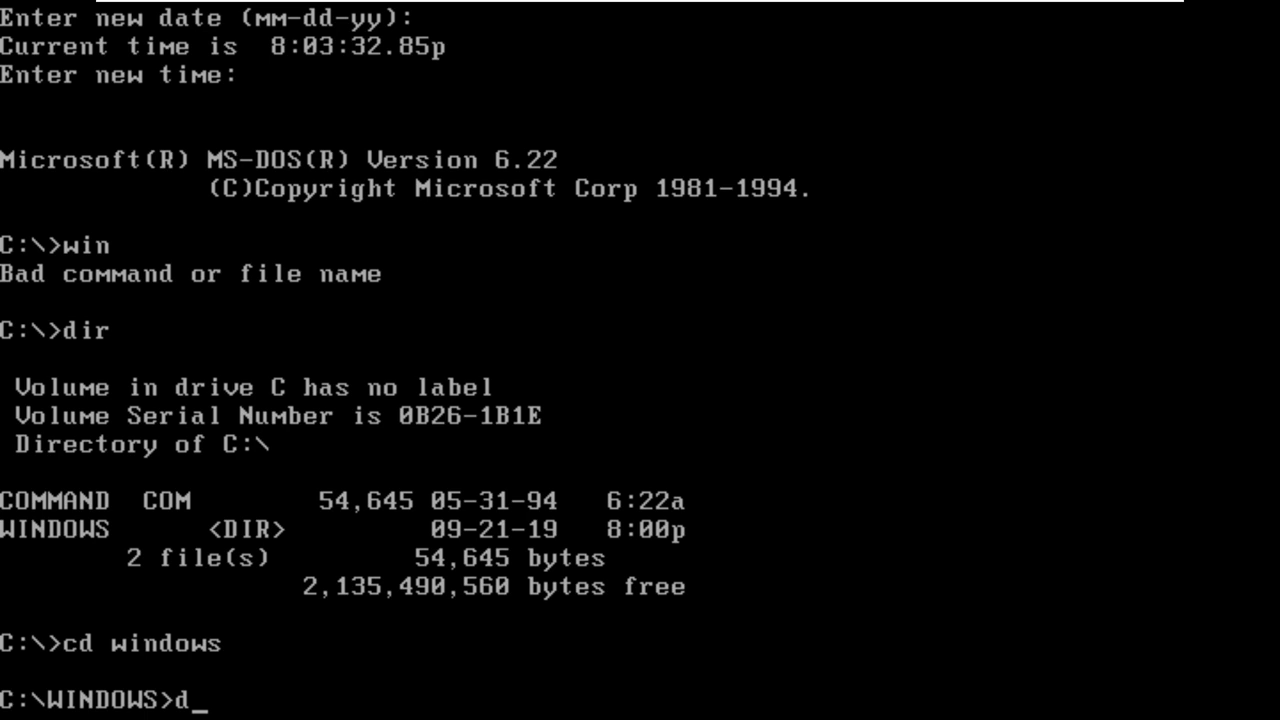 Enter new date (mm-dd-yy):
Current time is  8:03:32.85p
Enter new time:
Microsoft(R) MS-DOS(R) Version 6.22
             (C)Copyright Microsoft Corp 1981-1994.
C:\>win
Bad command or file name
C:\>dir
 Volume in drive C has no label
 Volume Serial Number is 0B26-1B1E
 Directory of C:\
COMMAND  COM        54,645 05-31-94   6:22a
WINDOWS      <DIR>         09-21-19   8:00p
        2 file(s)         54,645 bytes
                   2,135,490,560 bytes free
C:\>cd windows
C:\WINDOWS>d_